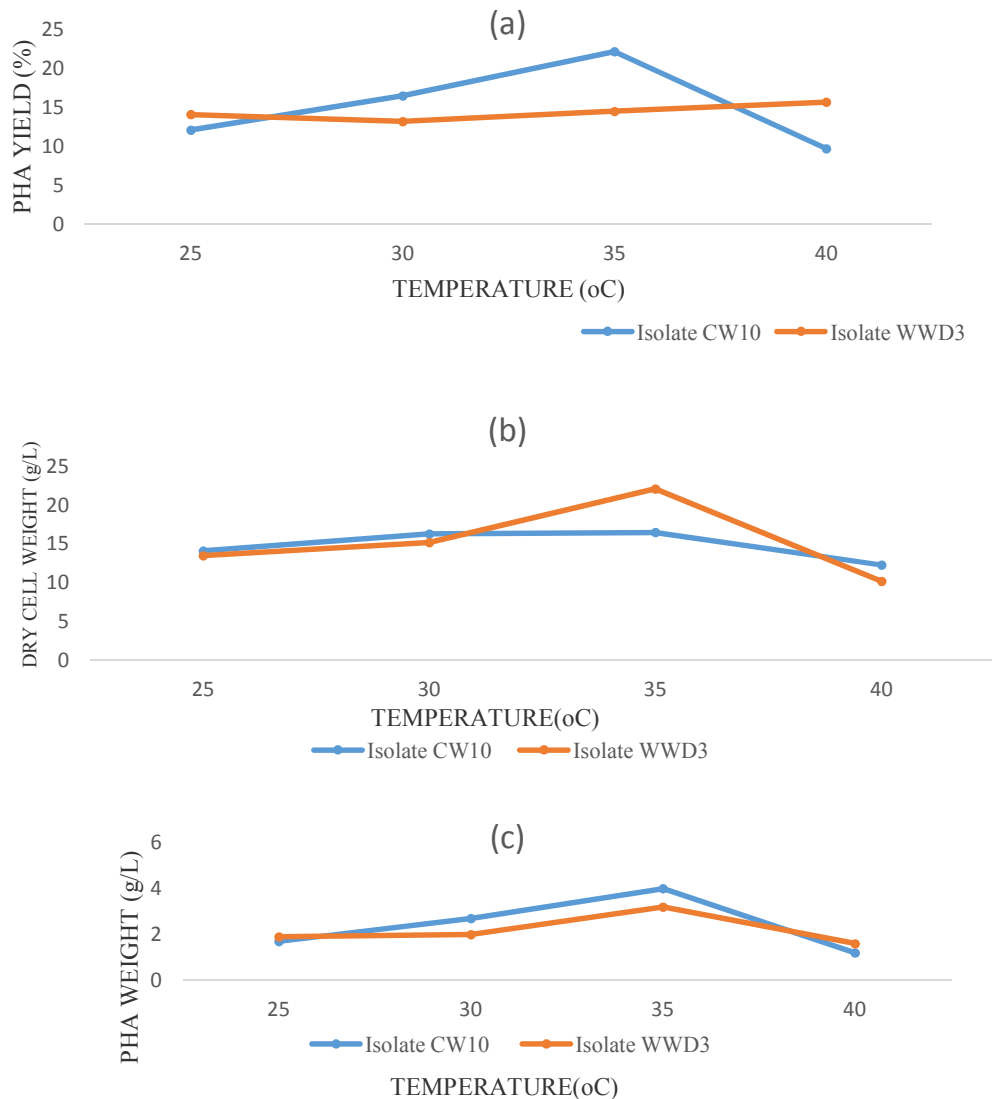 (a)
PHA YIELD (%)
25
20
15
10
5
0
25 30 35 40
TEMPERATURE (oC)
Isolate CW10 Isolate WWD3
(b)
DRY CELL WEIGHT (g/L)
25
20
15
10
5
0
25 30 35 40
TEMPERATURE(oC)
Isolate CW10 Isolate WWD3
(c)
PHA WEIGHT (g/L)
6
4
2
0
25 30 35 40
Isolate CW10 Isolate WWD3
TEMPERATURE(oC)